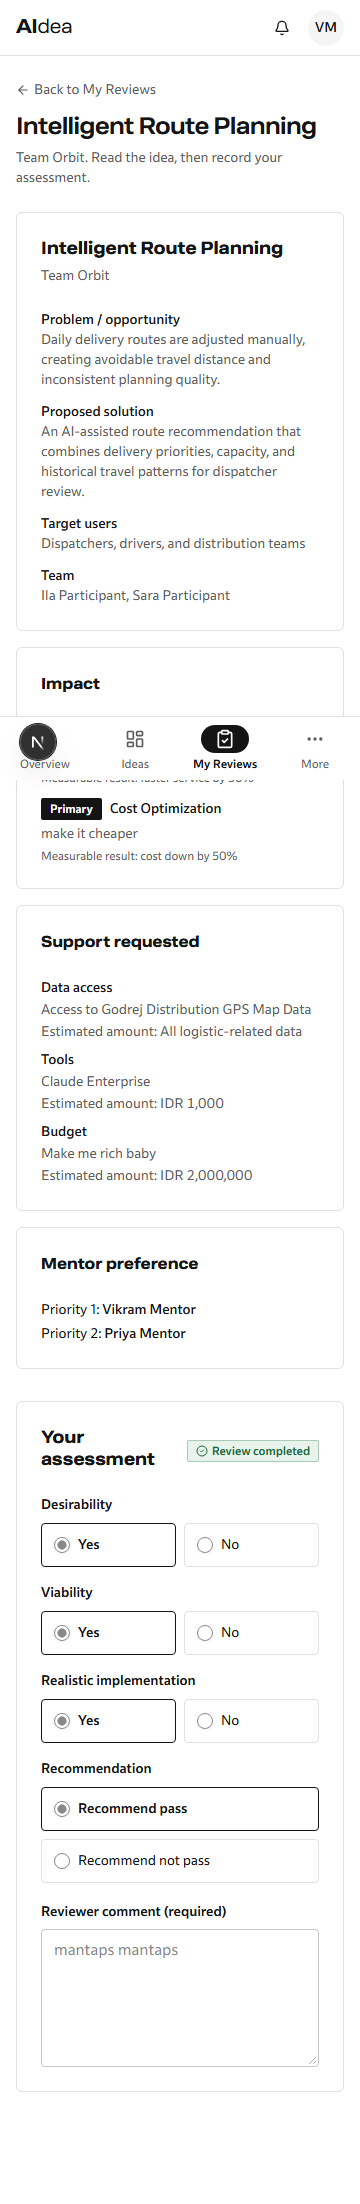 AIdea
VM
Back to My Reviews
Intelligent Route Planning
Team Orbit. Read the idea, then record your
assessment.
Intelligent Route Planning
Team Orbit
Problem / opportunity
Daily delivery routes are adjusted manually,
creating avoidable travel distance and
inconsistent planning quality.
Proposed solution
An AI-assisted route recommendation that
combines delivery priorities, capacity, and
historical travel patterns for dispatcher
review.
Target users
Dispatchers, drivers, and distribution teams
Team
Ila Participant, Sara Participant
Impact
N
Overview
Ideas
My Reviews
More
Measurable result: faster service by 50%
Primary Cost Optimization
make it cheaper
Measurable result: cost down by 50%
Support requested
Data access
Access to Godrej Distribution GPS Map Data
Estimated amount: All logistic-related data
Tools
Claude Enterprise
Estimated amount: IDR 1,000
Budget
Make me rich baby
Estimated amount: IDR 2,000,000
Mentor preference
Priority 1: Vikram Mentor
Priority 2: Priya Mentor
Your
assessment
Review completed
Desirability
Yes
No
Viability
Yes
No
Realistic implementation
Yes
No
Recommendation
Recommend pass
Recommend not pass
Reviewer comment (required)
mantaps mantaps